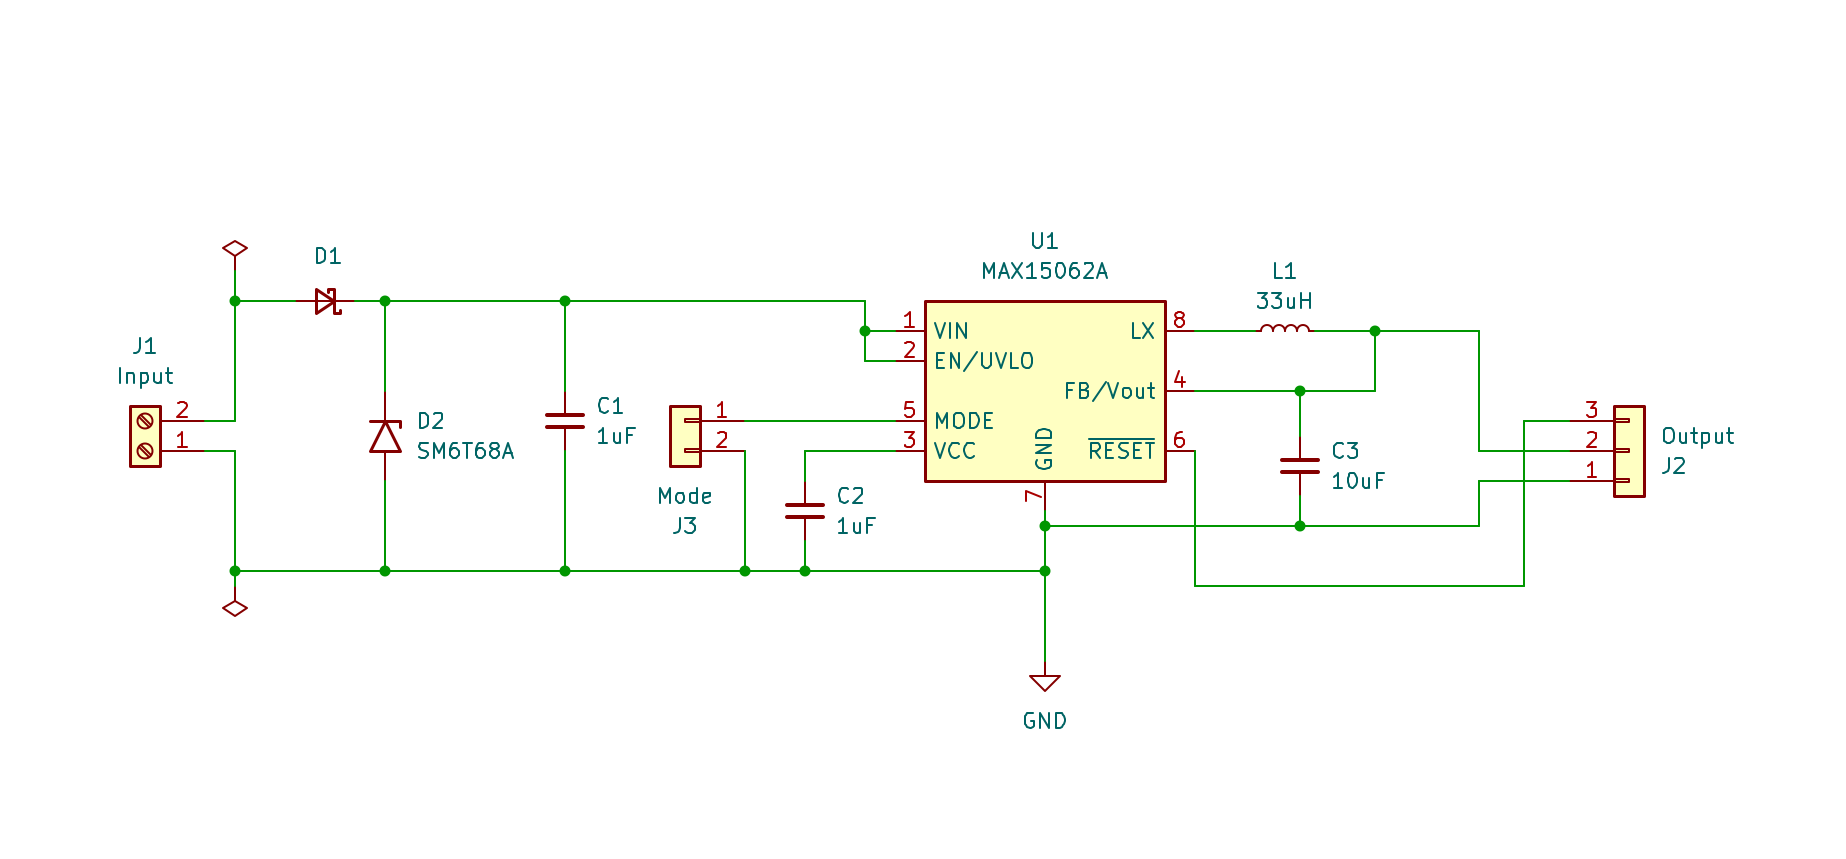 D1
J1
Input
2
1
D2
SM6T68A
C1
1uF
1
2
Mode
J3
C2
1uF
U1
MAX15062A
1
VIN
2
EN/UVLO
5
MODE
3
VCC
LX
8
FB/Vout
4
RESET
6
GND
7
L1
33uH
C3
10uF
3
2
1
Output
J2
GND